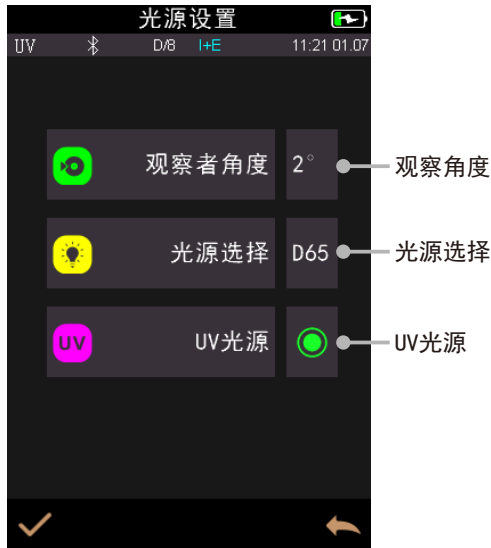 光源设置
UV D/8 I+E 11:21 01.07
观察者角度 2° 观察角度
光源选择 D65 光源选择
UV UV光源 UV光源